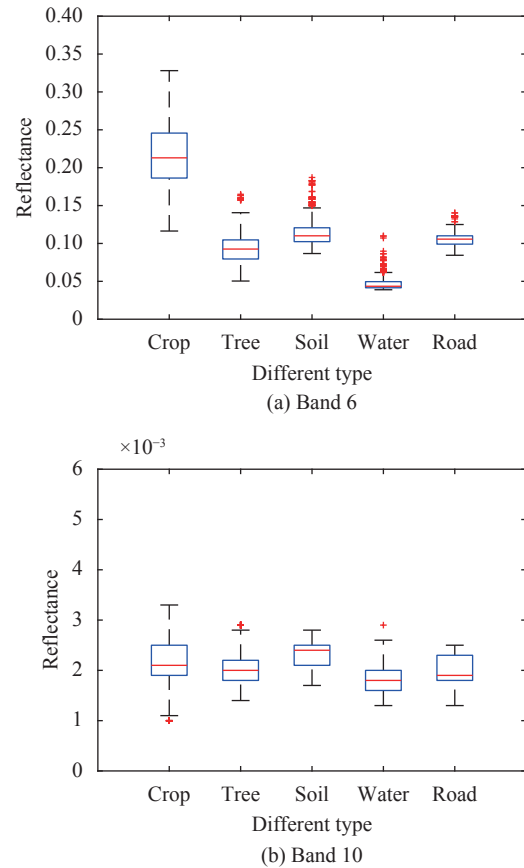 0.40
0.35
0.30
0.25
0.20
0.15
0.10
0.05
0
Reflectance
Crop Tree Soil Water Road
Different type
(a) Band 6
×10⁻³
6
5
4
3
2
1
0
Reflectance
Crop Tree Soil Water Road
Different type
(b) Band 10